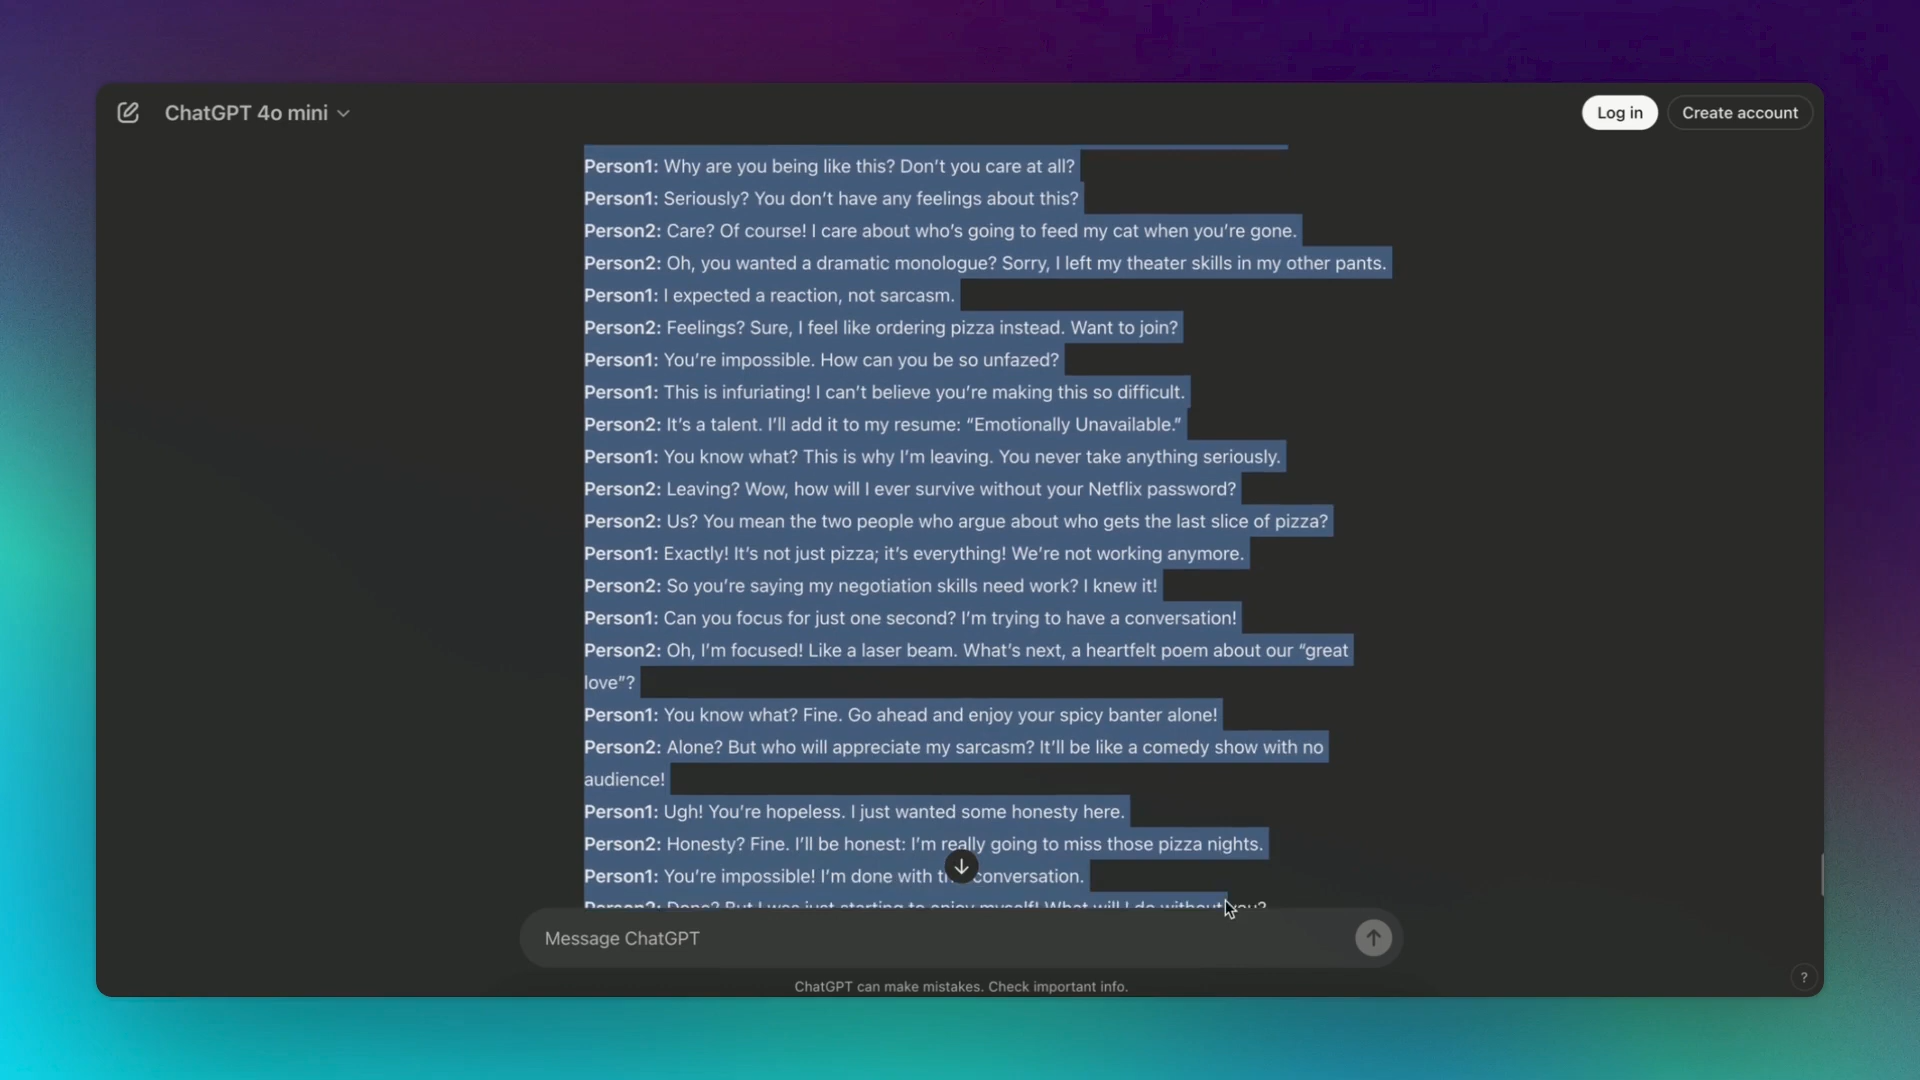 ChatGPT 4o mini
Log in
Create account
Person1: Why are you being like this? Don’t you care at all?
Person1: Seriously? You don’t have any feelings about this?
Person2: Care? Of course! I care about who’s going to feed my cat when you’re gone.
Person2: Oh, you wanted a dramatic monologue? Sorry, I left my theater skills in my other pants.
Person1: I expected a reaction, not sarcasm.
Person2: Feelings? Sure, I feel like ordering pizza instead. Want to join?
Person1: You’re impossible. How can you be so unfazed?
Person1: This is infuriating! I can’t believe you’re making this so difficult.
Person2: It’s a talent. I’ll add it to my resume: “Emotionally Unavailable.”
Person1: You know what? This is why I’m leaving. You never take anything seriously.
Person2: Leaving? Wow, how will I ever survive without your Netflix password?
Person2: Us? You mean the two people who argue about who gets the last slice of pizza?
Person1: Exactly! It’s not just pizza; it’s everything! We’re not working anymore.
Person2: So you’re saying my negotiation skills need work? I knew it!
Person1: Can you focus for just one second? I’m trying to have a conversation!
Person2: Oh, I’m focused! Like a laser beam. What’s next, a heartfelt poem about our “great
love”?
Person1: You know what? Fine. Go ahead and enjoy your spicy banter alone!
Person2: Alone? But who will appreciate my sarcasm? It’ll be like a comedy show with no
audience!
Person1: Ugh! You’re hopeless. I just wanted some honesty here.
Person2: Honesty? Fine. I’ll be honest: I’m really going to miss those pizza nights.
Person1: You’re impossible! I’m done with conversation.
Person2: Done? But I was just starting to enjoy myself! What will I do without you?
Message ChatGPT
ChatGPT can make mistakes. Check important info.
?